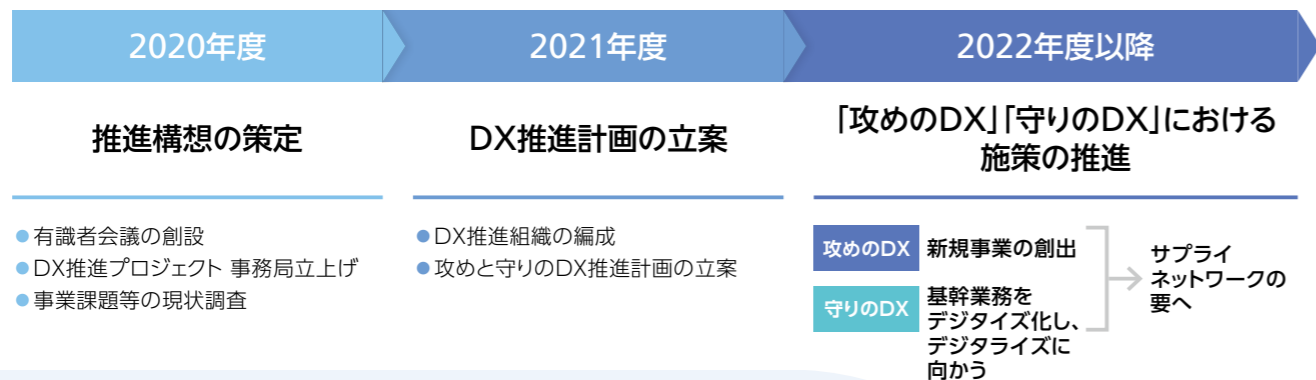 2020年度
推進構想の策定
●有識者会議の創設
●DX推進プロジェクト 事務局立上げ
●事業課題等の現状調査
2021年度
DX推進計画の立案
●DX推進組織の編成
●攻めと守りのDX推進計画の立案
2022年度以降
「攻めのDX」「守りのDX」における
施策の推進
攻めのDX 新規事業の創出
守りのDX 基幹業務を
デジタイズ化し、
デジタライズに
向かう
サプライ
ネットワークの
要へ